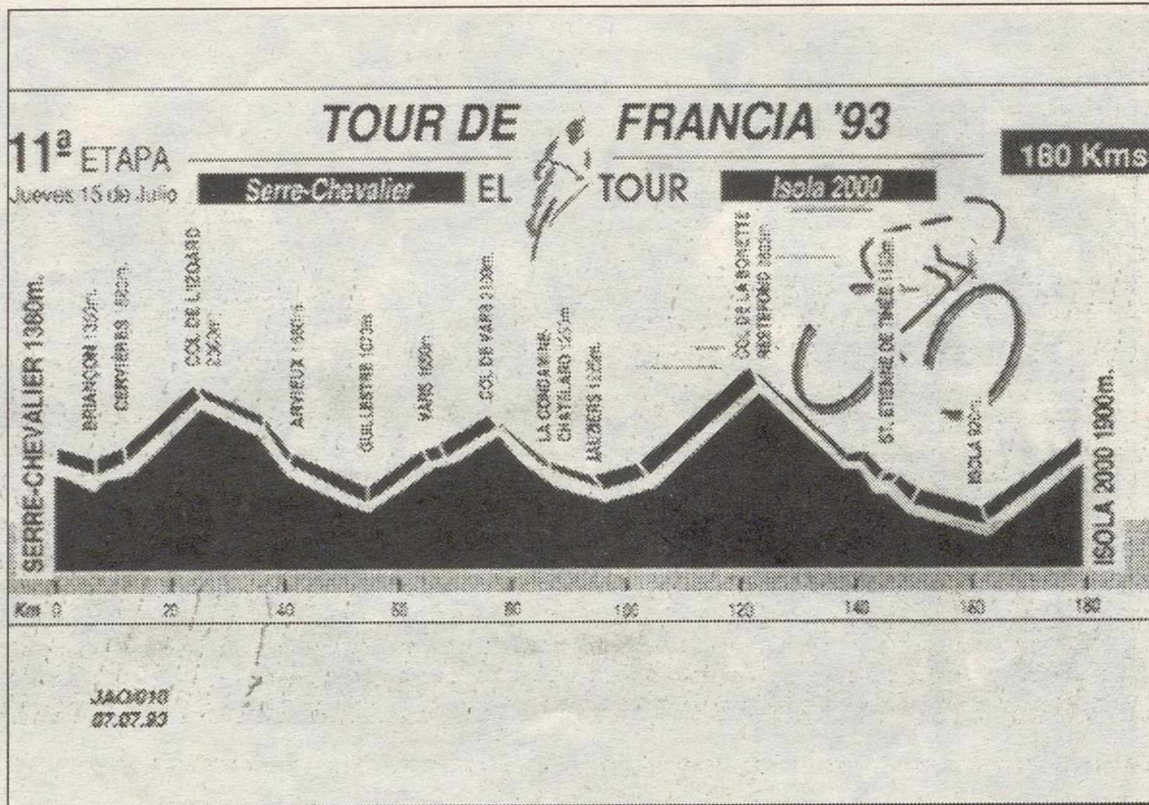 TOUR DE FRANCIA '93
11ª ETAPA
Jueves 15 de Julio
Serre-Chevalier
EL TOUR
Isola 2000
180 Kms
SERRE-CHEVALIER 1380m.
BRIANÇON
CERVIÈRES
COL DE L'IZOARD
ARVIEUX
GUILLESTRE
VARS
COL DE VARS
LA CONDAMINE-
CHATELARD
JAUZIERS
COL DE LA BONETTE
RESTEFOND
ST. ETIENNE DE TINÉE
ISOLA
ISOLA 2000 1900m.
Km 0 20 40 60 80 100 120 140 160 180
07.07.93